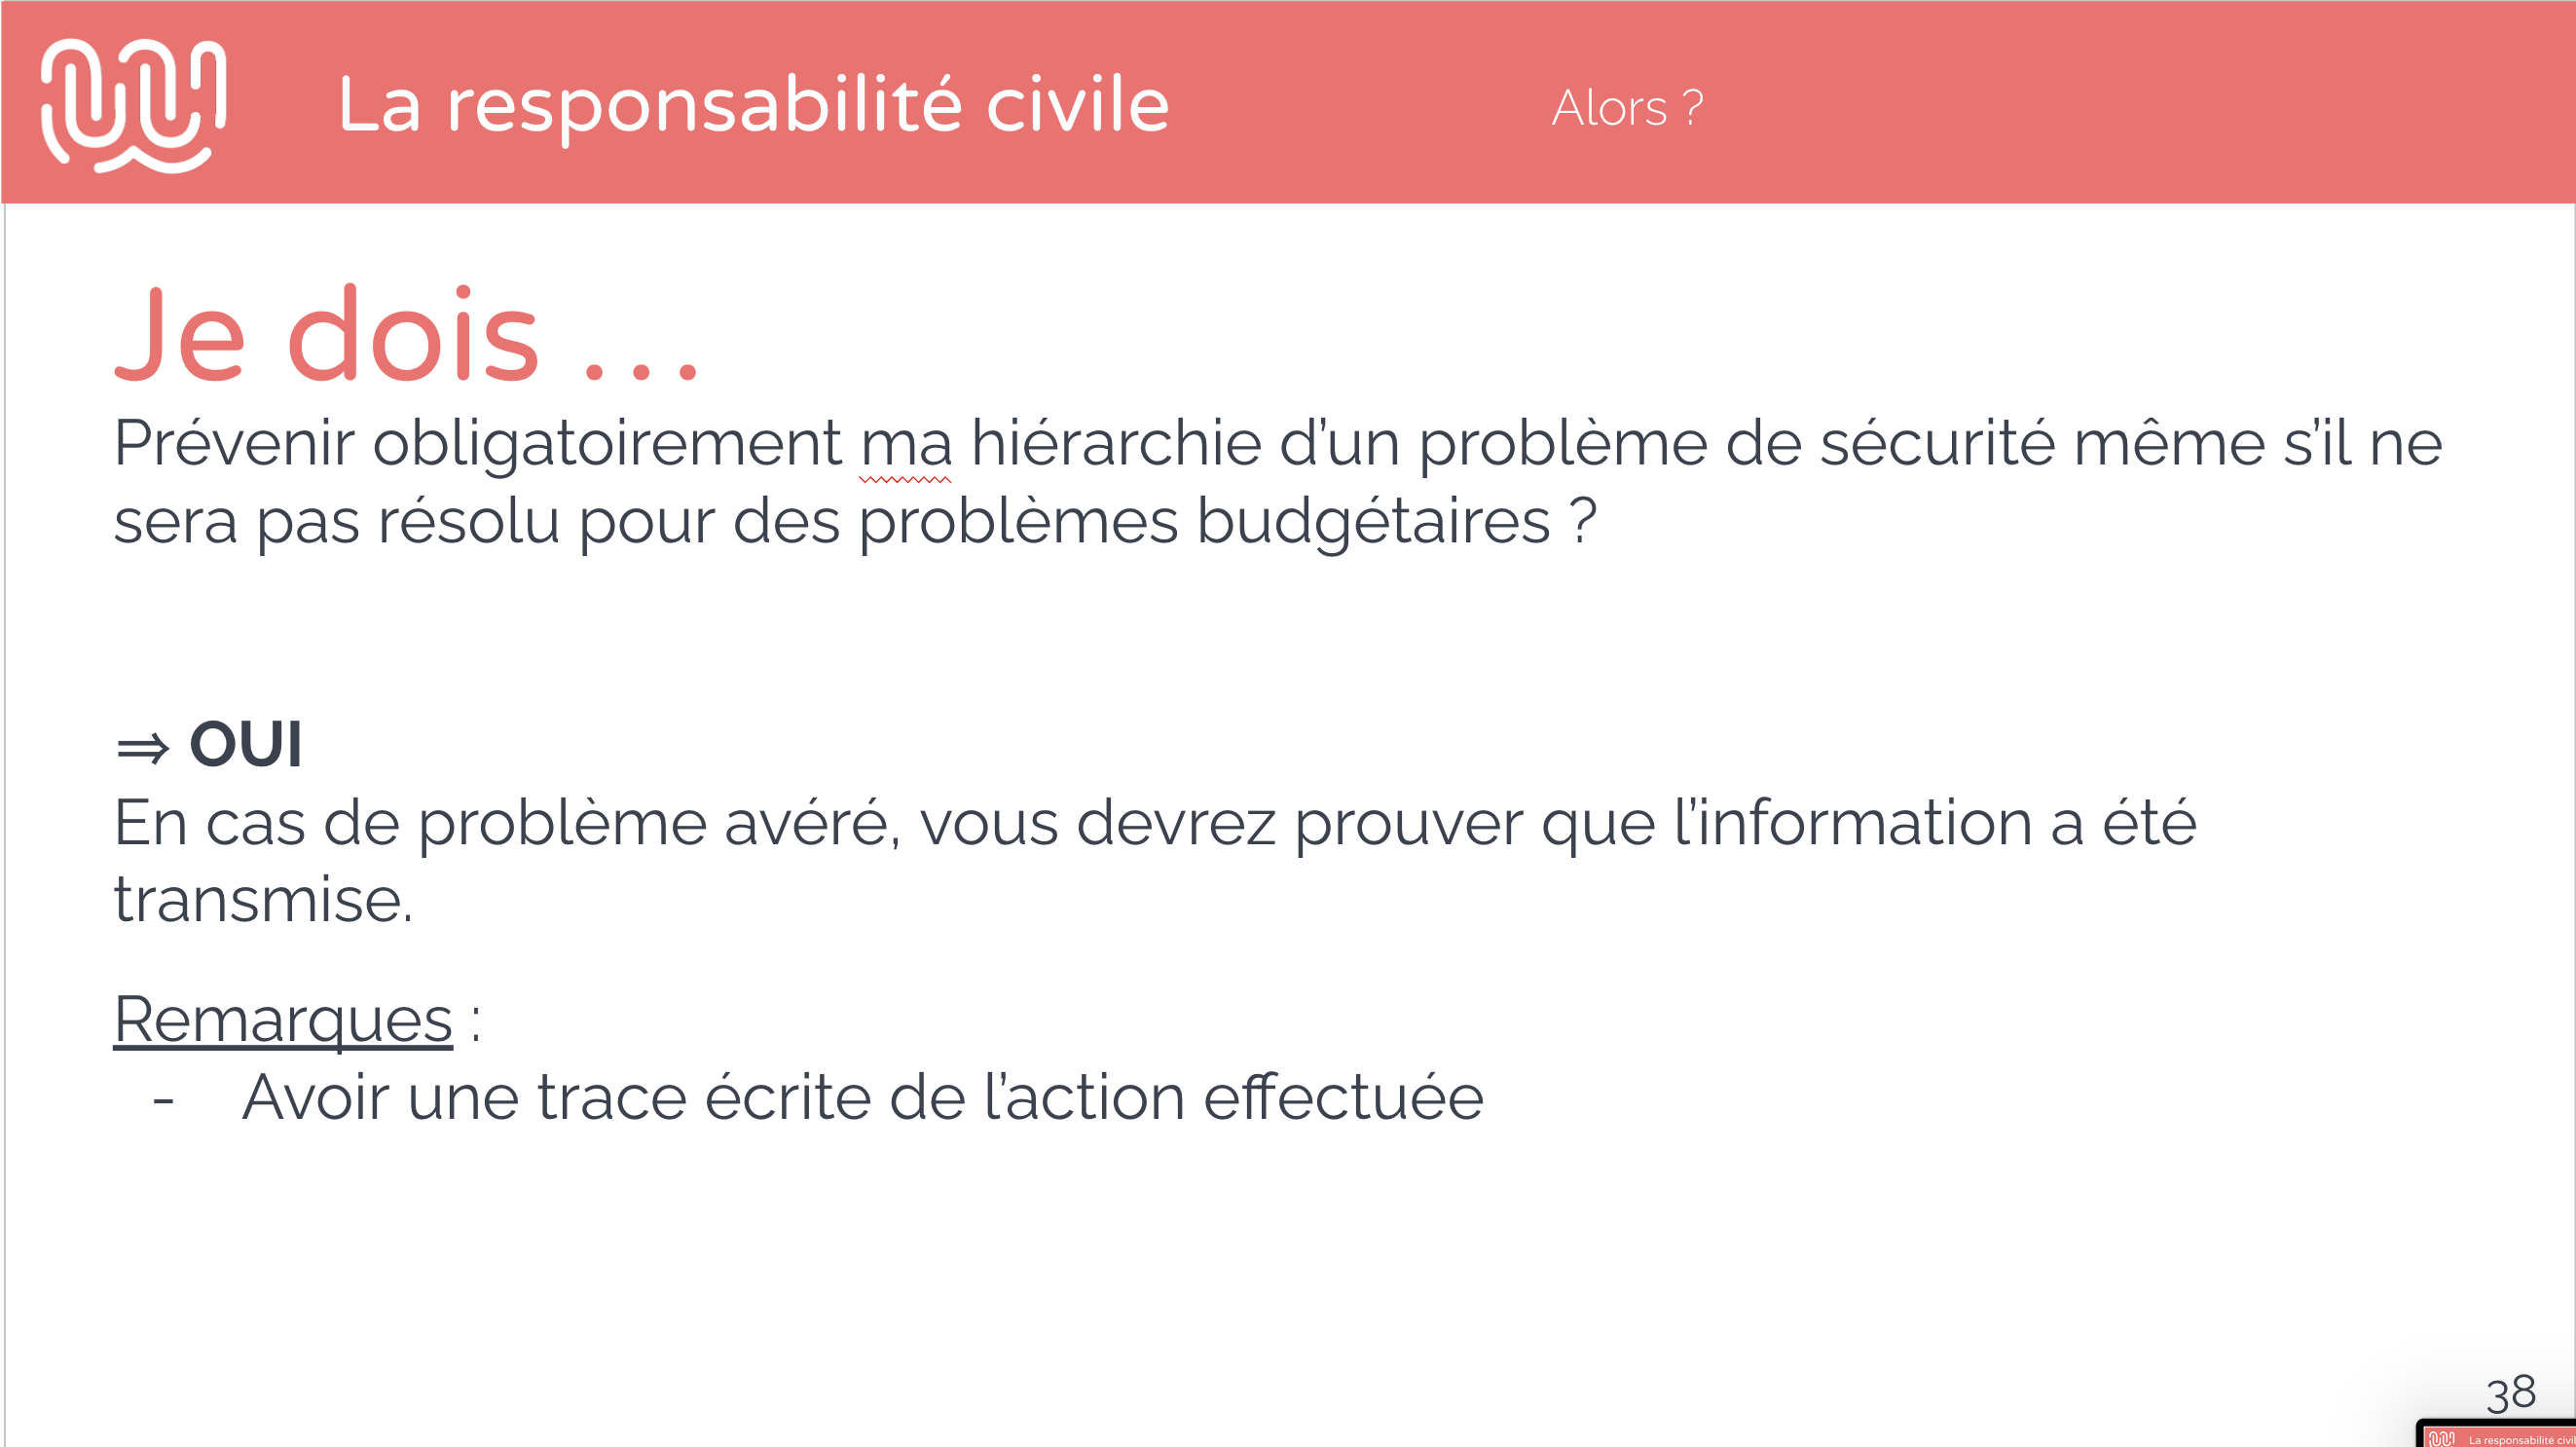 La responsabilité civile
Alors ?
Je dois ...
Prévenir obligatoirement ma hiérarchie d'un problème de sécurité même s'il ne
sera pas résolu pour des problèmes budgétaires ?
⇒ OUI
En cas de problème avéré, vous devrez prouver que l'information a été
transmise.
Remarques :
- Avoir une trace écrite de l'action effectuée
38
La responsabilité civil